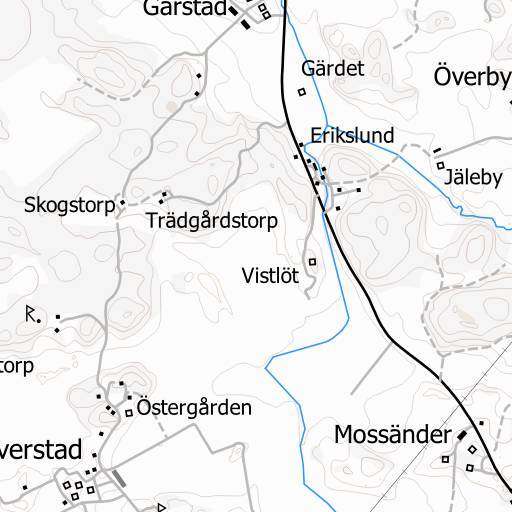 Garstad
Gärdet
Överby
Erikslund
Jäleby
Skogstorp
Trädgårdstorp
Vistlöt
ᚱ
torp
Östergården
Mossänder
verstad